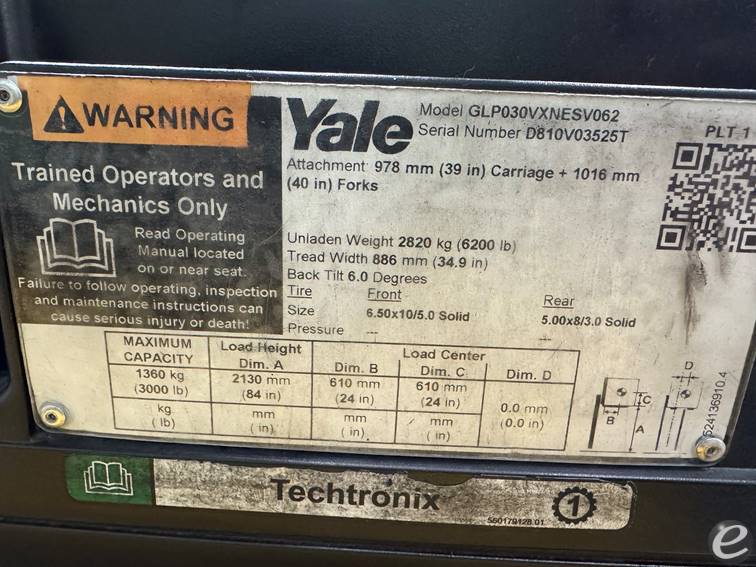 WARNING
Trained Operators and
Mechanics Only
Read Operating
Manual located
on or near seat.
Failure to follow operating, inspection
and maintenance instructions can
cause serious injury or death!
Yale
Model GLP030VXNESV062
Serial Number D810V03525T
PLT 1
Attachment 978 mm (39 in) Carriage + 1016 mm
(40 in) Forks
Unladen Weight 2820 kg (6200 lb)
Tread Width 886 mm (34.9 in)
Back Tilt 6.0 Degrees
Tire Front Rear
Size 6.50x10/5.0 Solid 5.00x8/3.0 Solid
Pressure ---
MAXIMUM CAPACITY Load Height Dim. A Load Center Dim. B Dim. C Dim. D
1360 kg (3000 lb) 2130 mm (84 in) 610 mm (24 in) 610 mm (24 in) 0.0 mm (0.0 in)
kg ( lb) mm ( in) mm ( in) mm ( in)
D
C
B
A
524136910.4
Techtronix
550179128.01
1
e